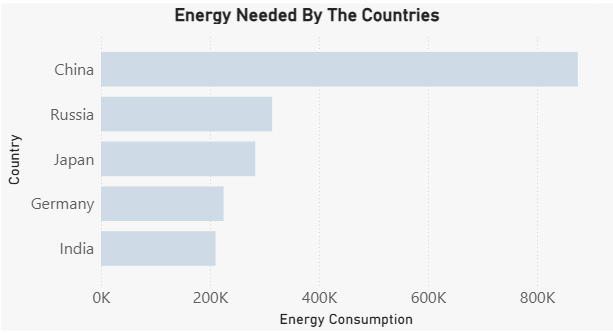 Energy Needed By The Countries
Country
China
Russia
Japan
Germany
India
0K 200K 400K 600K 800K
Energy Consumption